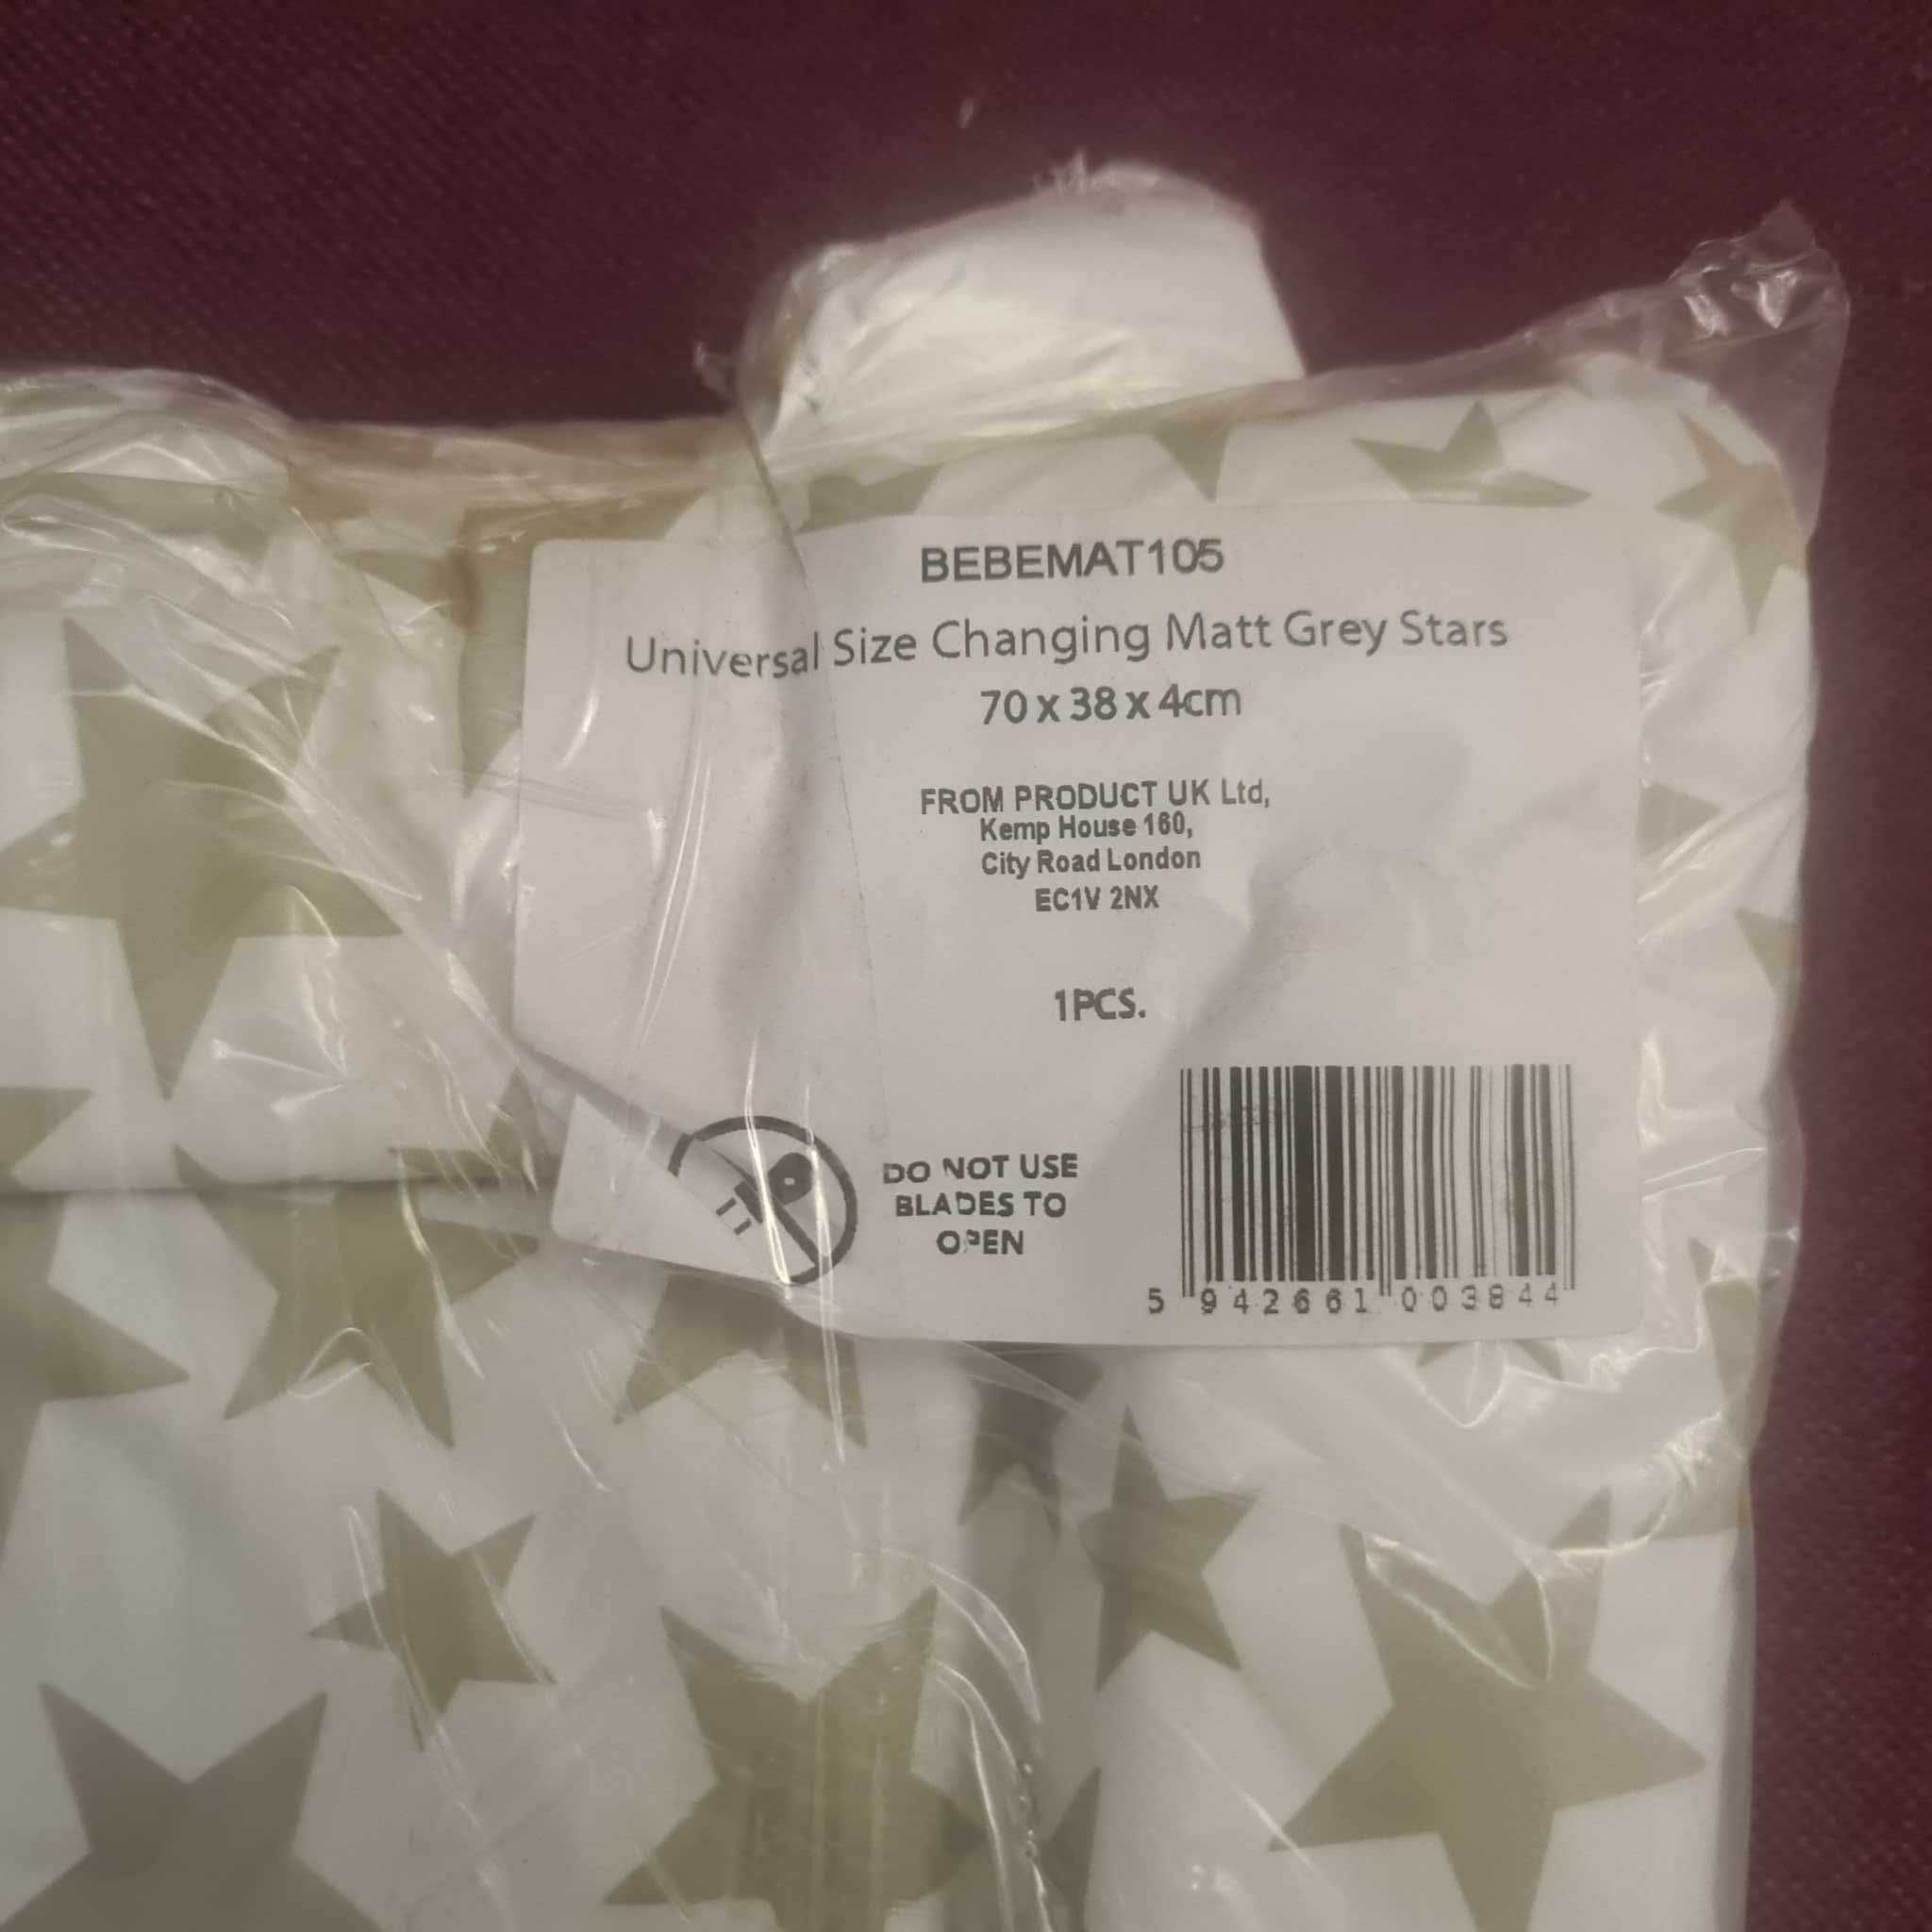 BEBEMAT105
Universal Size Changing Matt Grey Stars
70 x 38 x 4cm
FROM PRODUCT UK Ltd,
Kemp House 160,
City Road London
EC1V 2NX
1PCS.
DO NOT USE
BLADES TO
OPEN
5 942661 003844